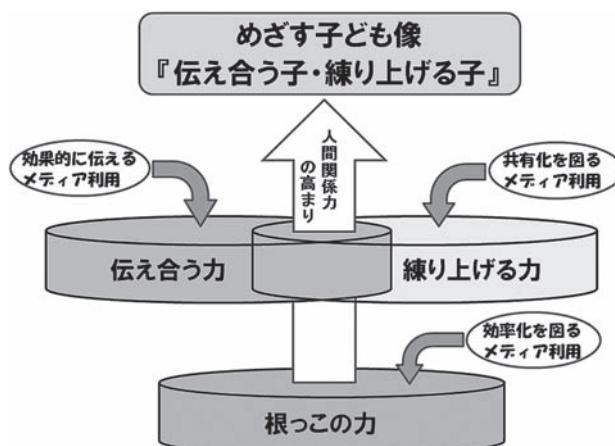 めざす子ども像
『伝え合う子・練り上げる子』
効果的に伝える
メディア利用
人間関係力
の高まり
共有化を図る
メディア利用
伝え合う力
練り上げる力
効率化を図る
メディア利用
根っこの力